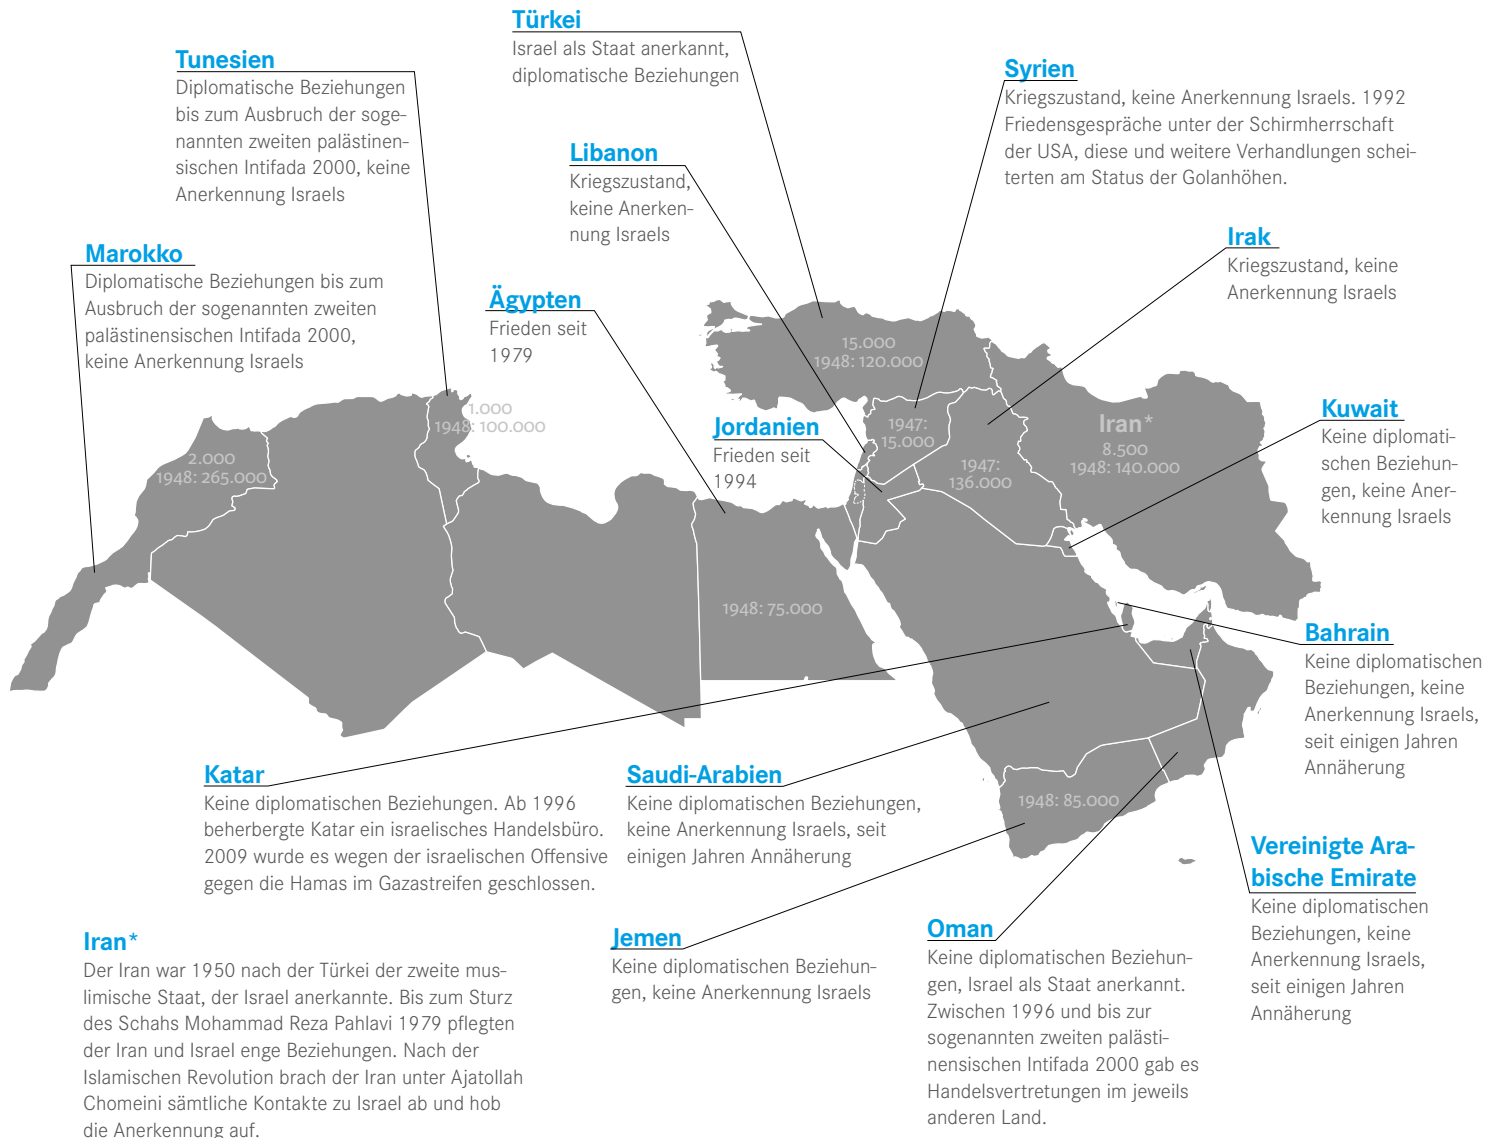 Türkei
Israel als Staat anerkannt,
diplomatische Beziehungen
Tunesien
Diplomatische Beziehungen
bis zum Ausbruch der soge-
nannten zweiten palästinen-
sischen Intifada 2000, keine
Anerkennung Israels
Syrien
Kriegszustand, keine Anerkennung Israels. 1992
Friedensgespräche unter der Schirmherrschaft
der USA, diese und weitere Verhandlungen schei-
terten am Status der Golanhöhen.
Libanon
Kriegszustand,
keine Anerken-
nung Israels
Marokko
Diplomatische Beziehungen bis zum
Ausbruch der sogenannten zweiten
palästinensischen Intifada 2000,
keine Anerkennung Israels
Irak
Kriegszustand, keine
Anerkennung Israels
Ägypten
Frieden seit
1979
15.000
1948: 120.000
1.000
1948: 100.000
Jordanien
Frieden seit
1994
1947:
15.000
Iran*
8.500
1948: 140.000
Kuwait
Keine diplomati-
schen Beziehun-
gen, keine Aner-
kennung Israels
2.000
1948: 265.000
1947:
136.000
1948: 75.000
Bahrain
Keine diplomatischen
Beziehungen, keine
Anerkennung Israels,
seit einigen Jahren
Annäherung
Katar
Keine diplomatischen Beziehungen. Ab 1996
beherbergte Katar ein israelisches Handelsbüro.
2009 wurde es wegen der israelischen Offensive
gegen die Hamas im Gazastreifen geschlossen.
Saudi-Arabien
Keine diplomatischen Beziehungen,
keine Anerkennung Israels, seit
einigen Jahren Annäherung
1948: 85.000
Vereinigte Ara-
bische Emirate
Keine diplomatischen
Beziehungen, keine
Anerkennung Israels,
seit einigen Jahren
Annäherung
Iran*
Der Iran war 1950 nach der Türkei der zweite mus-
limische Staat, der Israel anerkannte. Bis zum Sturz
des Schahs Mohammad Reza Pahlavi 1979 pflegten
der Iran und Israel enge Beziehungen. Nach der
Islamischen Revolution brach der Iran unter Ajatollah
Chomeini sämtliche Kontakte zu Israel ab und hob
die Anerkennung auf.
Jemen
Keine diplomatischen Beziehun-
gen, keine Anerkennung Israels
Oman
Keine diplomatischen Beziehun-
gen, Israel als Staat anerkannt.
Zwischen 1996 und bis zur
sogenannten zweiten palästi-
nensischen Intifada 2000 gab es
Handelsvertretungen im jeweils
anderen Land.